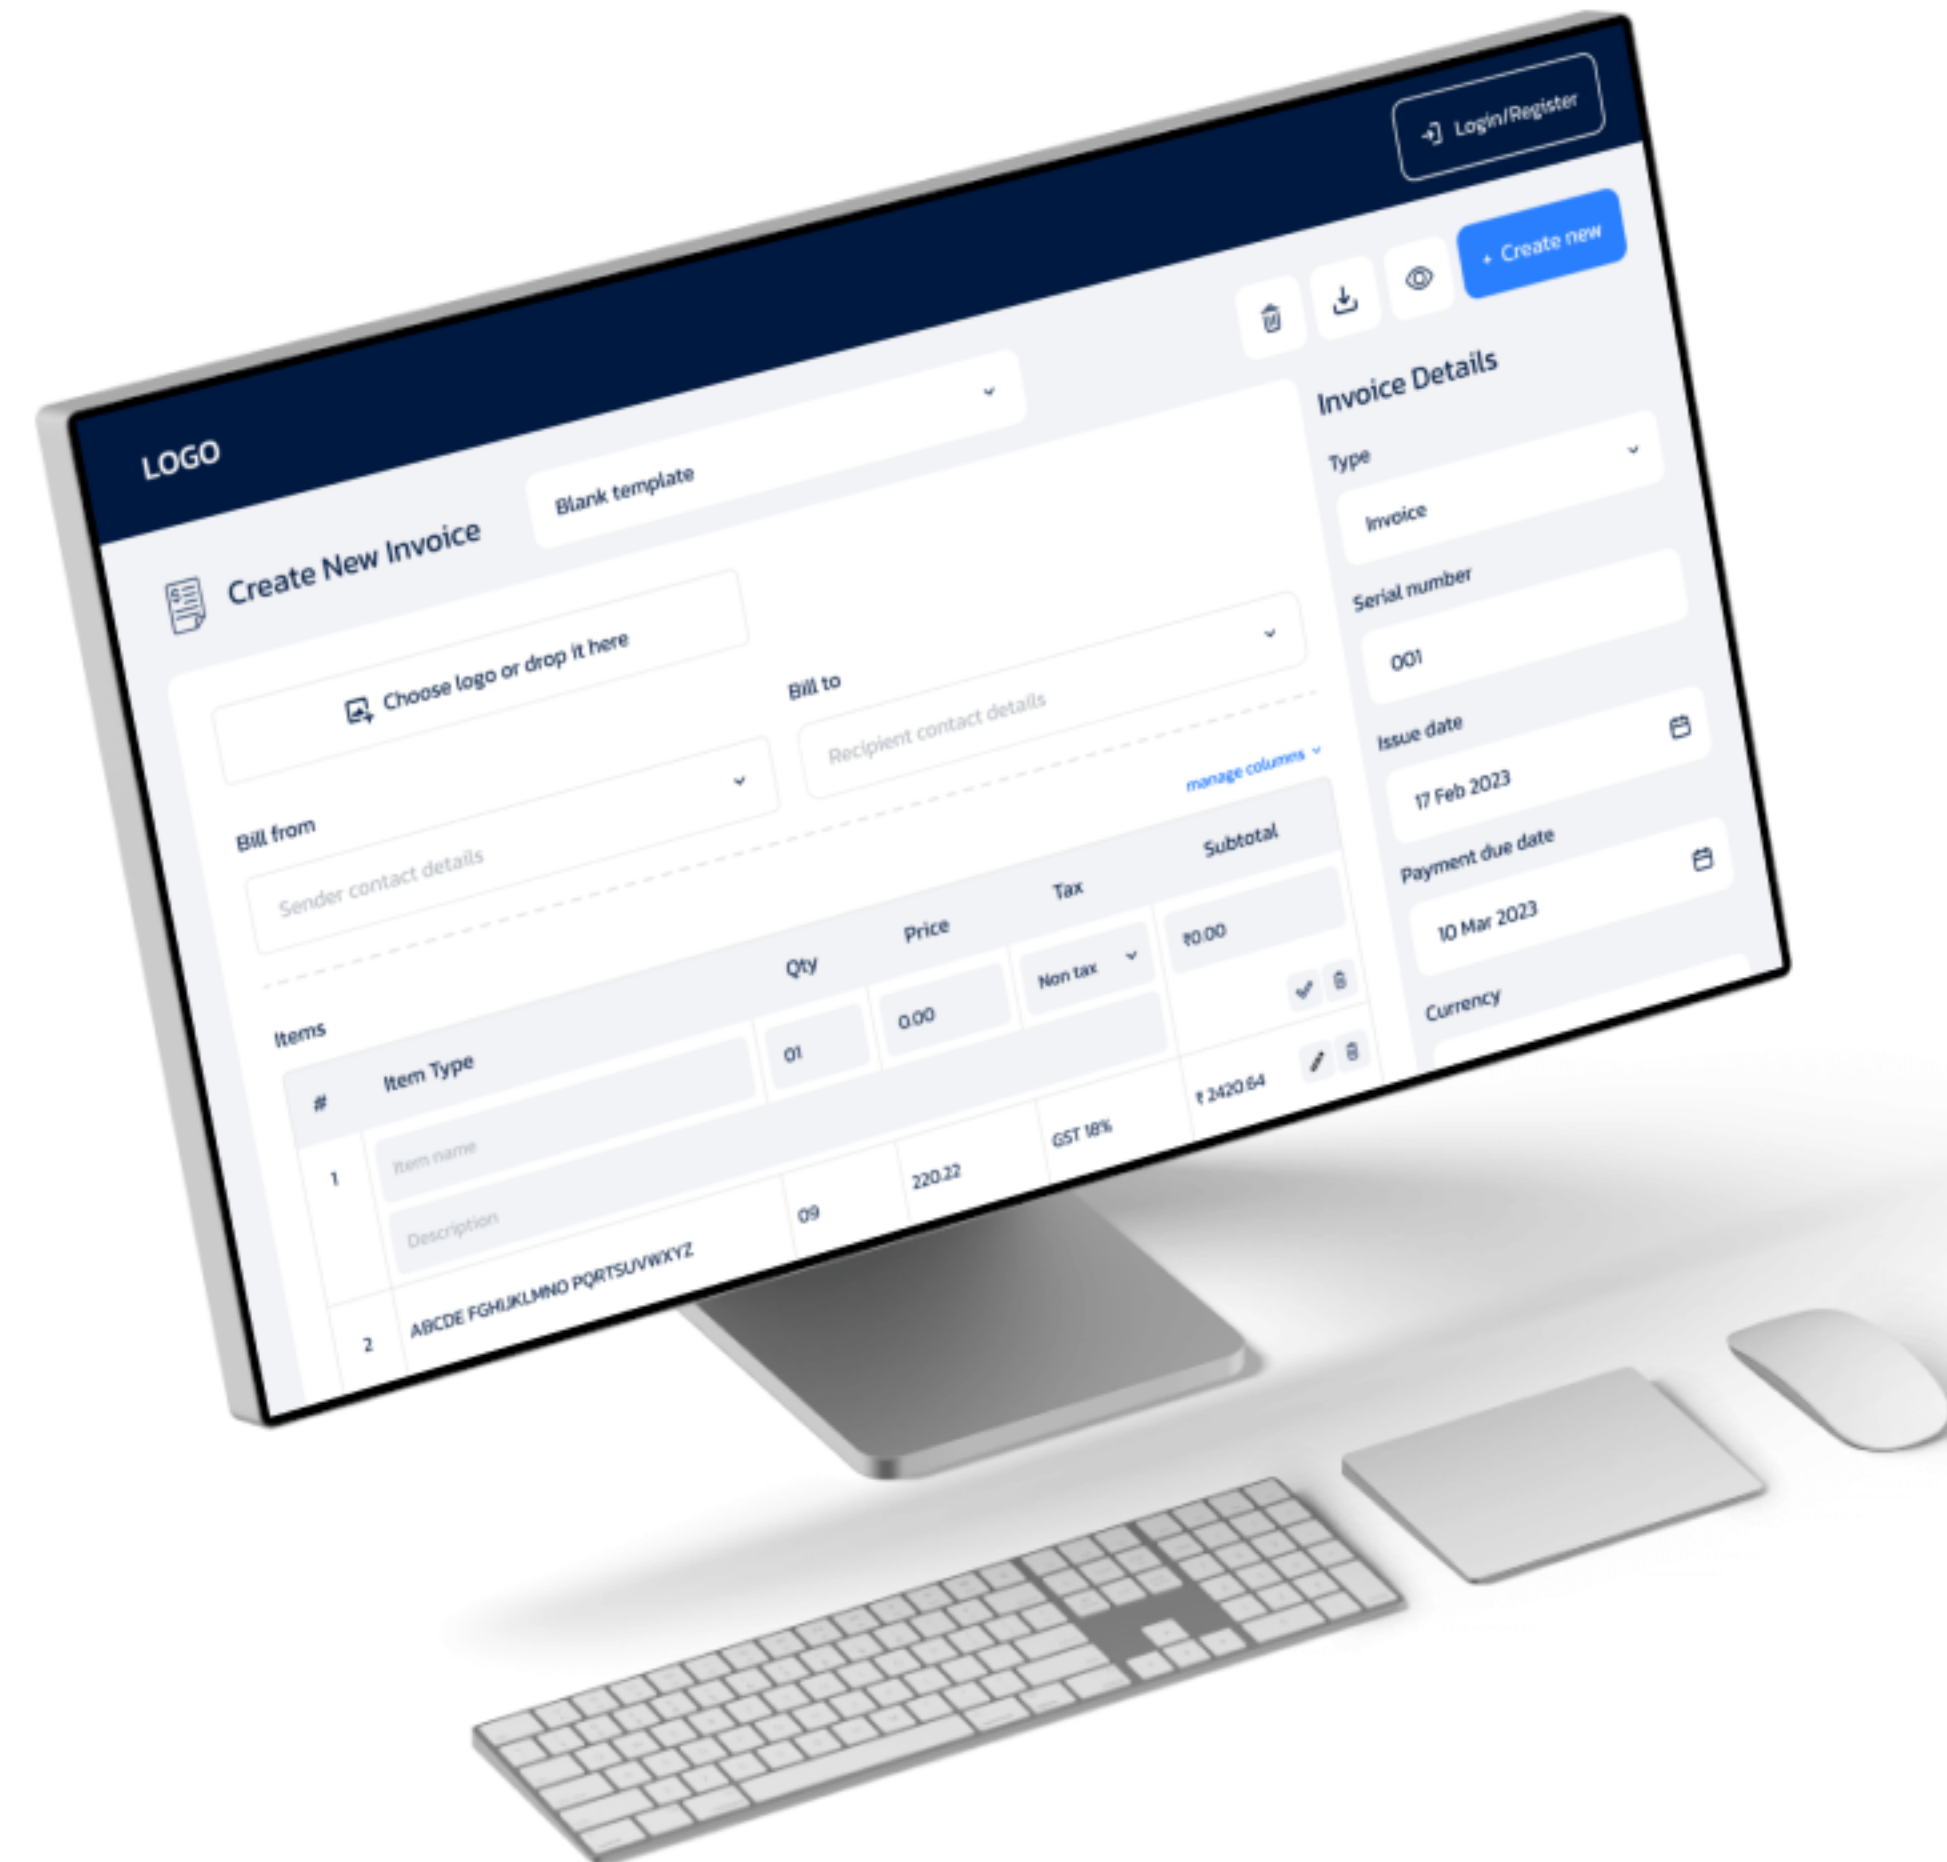 LOGO
Login/Register
Create New Invoice
Blank template
+ Create new
Choose logo or drop it here
Bill from
Sender contact details
Bill to
Recipient contact details
manage columns
Items
# Item Type Qty Price Tax Subtotal
1 Item name 01 0.00 Non tax ₹0.00
Description
2 ABCDE FGHIJKLMNO PQRTSUVWXYZ 09 220.22 GST 18% ₹ 2420.64
Invoice Details
Type
Invoice
Serial number
001
Issue date
17 Feb 2023
Payment due date
10 Mar 2023
Currency